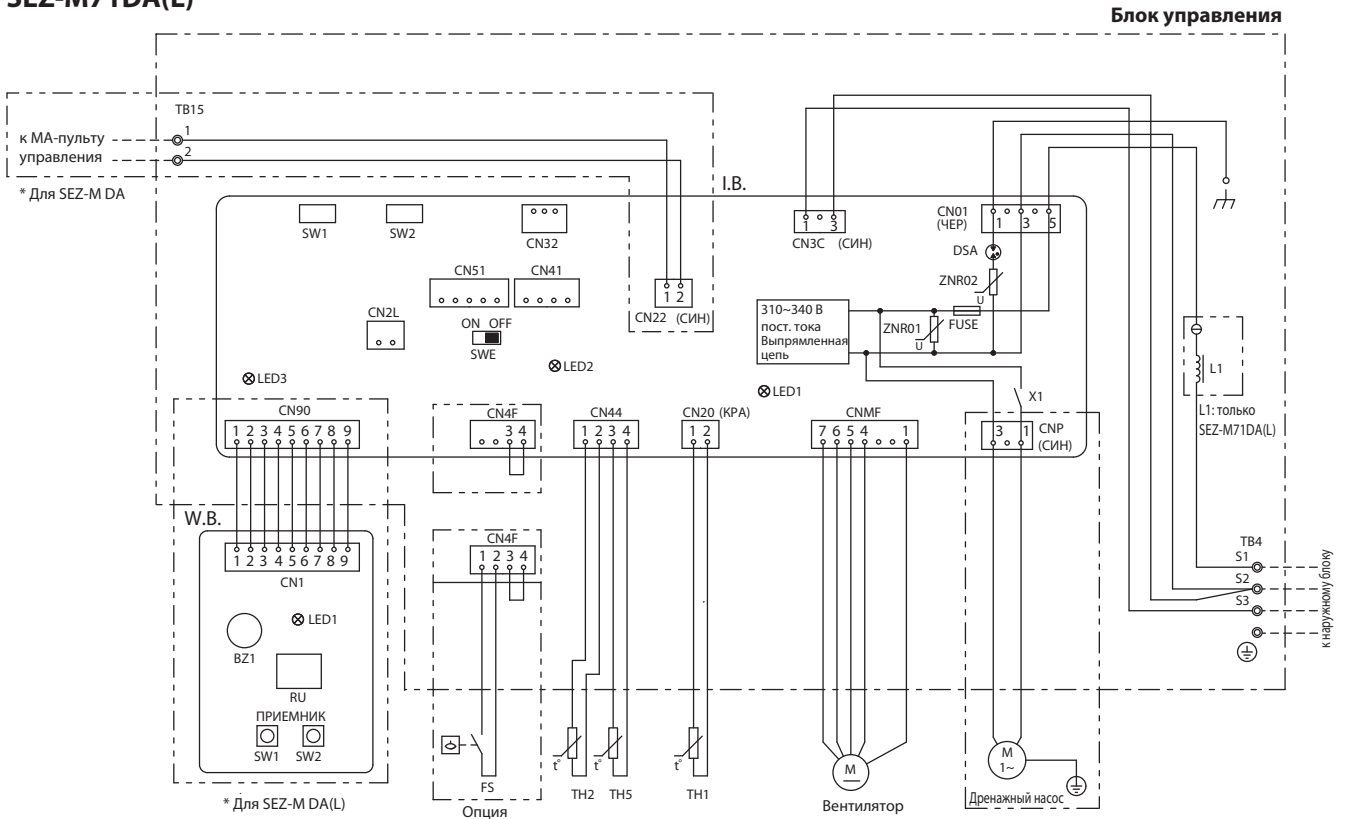 SEZ-M71DA(L)
Блок управления
TB15
к MA-пульту
управления
1
2
* Для SEZ-M DA
I.B.
SW1
SW2
CN32
CN51
CN41
CN2L
ON OFF
SWE
1 2
CN22 (СИН)
1 3
CN3C (СИН)
CN01
(ЧЕР)
1 3 5
DSA
ZNR02
U
310~340 В
пост. тока
Выпрямленная
цепь
ZNR01
U
FUSE
LED3
LED2
LED1
X1
L1
L1: только
SEZ-M71DA(L)
CN90
1 2 3 4 5 6 7 8 9
CN4F
3 4
CN44
1 2 3 4
CN20 (КРА)
1 2
CNMF
7 6 5 4 1
3 1
CNP
(СИН)
W.B.
1 2 3 4 5 6 7 8 9
CN1
LED1
BZ1
RU
ПРИЕМНИК
SW1
SW2
* Для SEZ-M DA(L)
CN4F
1 2 3 4
FS
Опция
t°
TH2
t°
TH5
t°
TH1
M
Вентилятор
M
1~
Дренажный насос
TB4
S1
S2
S3
к наружному блоку